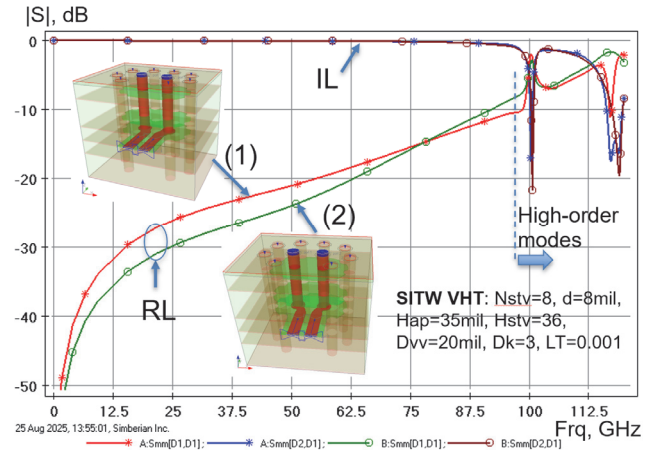 |S|, dB
0
-10
-20
-30
-40
-50
IL
(1)
(2)
RL
High-order
modes
SITW VHT: Nstv=8, d=8mil,
Hap=35mil, Hstv=36,
Dvv=20mil, Dk=3, LT=0.001
0 12.5 25 37.5 50 62.5 75 87.5 100 112.5
Frq, GHz
25 Aug 2025, 13:55:01, Simberian Inc.
A:Smm[D1,D1]; A:Smm[D2,D1]; B:Smm[D1,D1]; B:Smm[D2,D1]